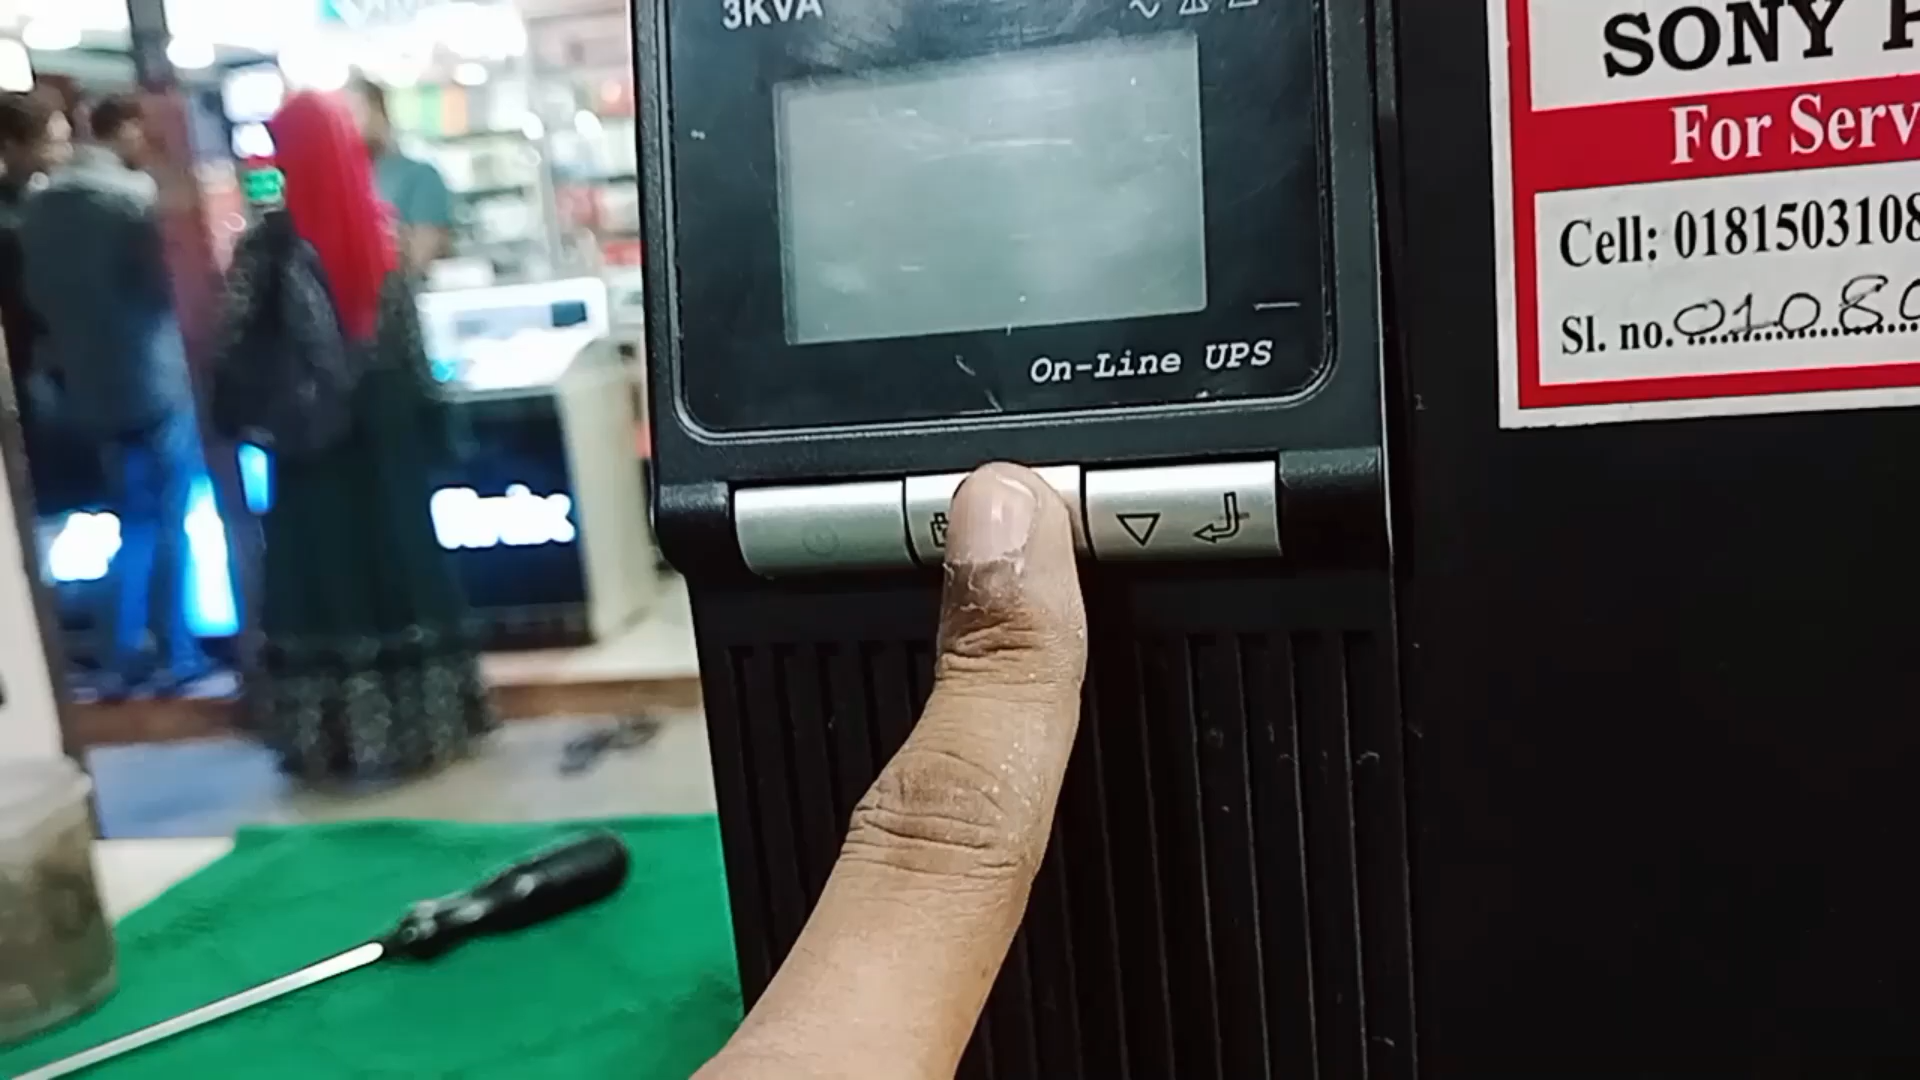 3KVA
On-Line UPS
SONY
For Serv
Cell: 0181503108
Sl. no. 0108